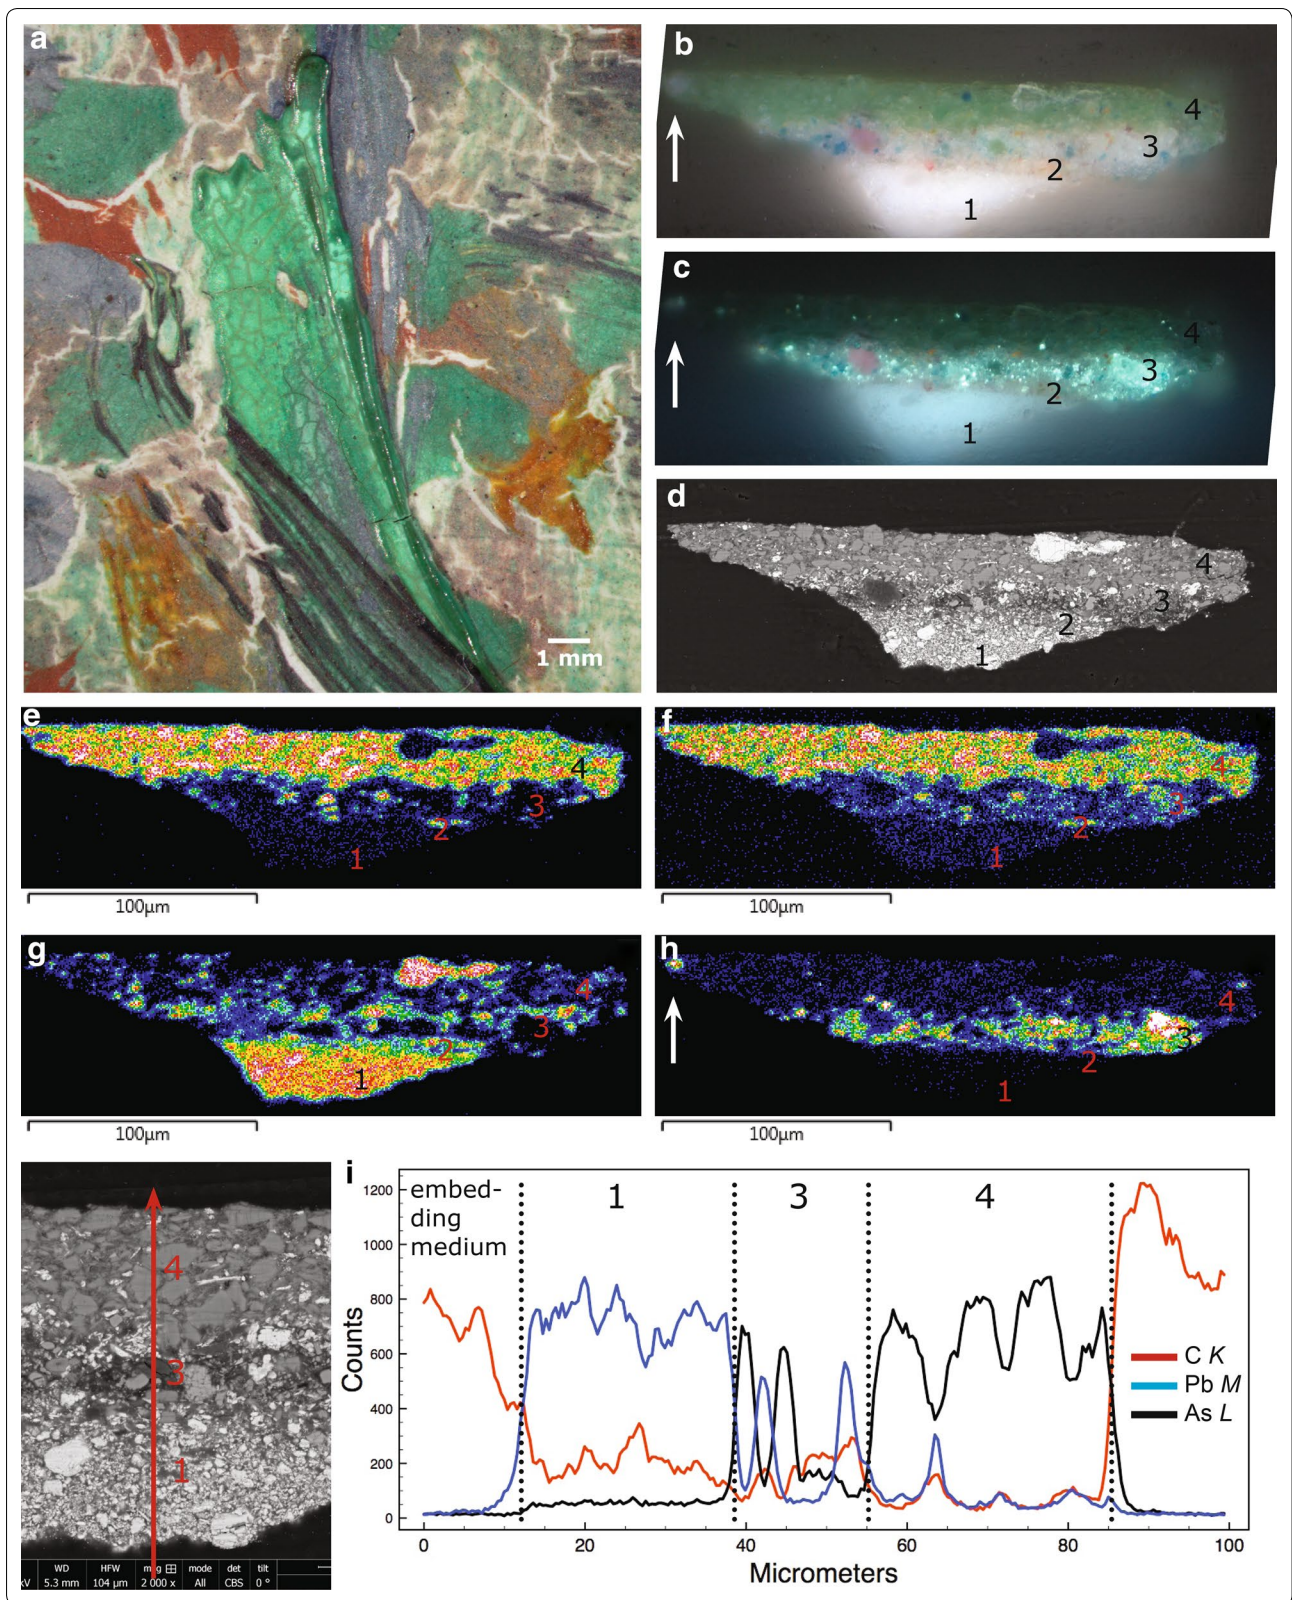 a
1 mm
b
4
3
2
1
c
4
3
2
1
d
4
3
2
1
e
4
3
2
1
100µm
f
4
3
2
1
100µm
g
4
3
2
1
100µm
h
4
3
2
1
100µm
4
3
1
WD HFW mag mode det tilt
kV 5.3 mm 104 µm 2 000 x All CBS 0 °
i
embed-
ding
medium
1 3 4
1200
1000
800
600
400
200
0
Counts
C K
Pb M
As L
0 20 40 60 80 100
Micrometers